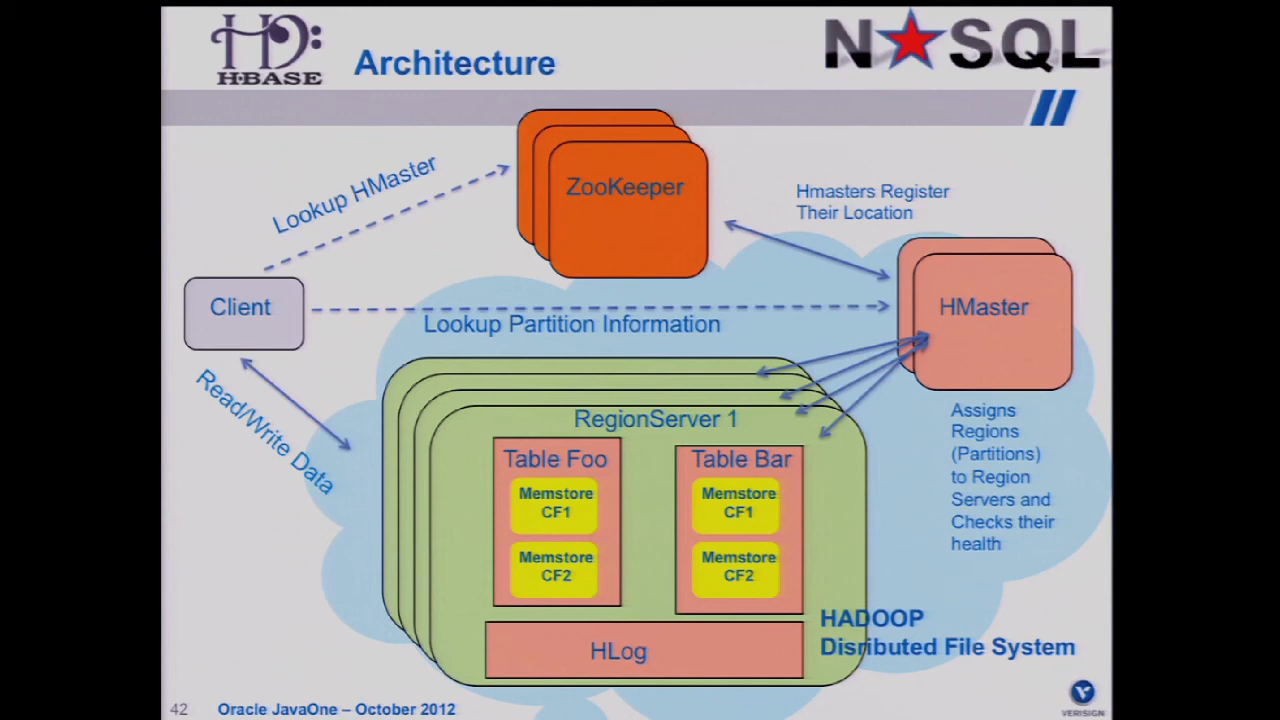 H·BASE
Architecture
N★SQL
Lookup HMaster
ZooKeeper
Hmasters Register
Their Location
Client
HMaster
Lookup Partition Information
Read/Write Data
RegionServer 1
Table Foo
Memstore
CF1
Memstore
CF2
Table Bar
Memstore
CF1
Memstore
CF2
Assigns
Regions
(Partitions)
to Region
Servers and
Checks their
health
HLog
HADOOP
Disributed File System
42
Oracle JavaOne – October 2012
VERISIGN